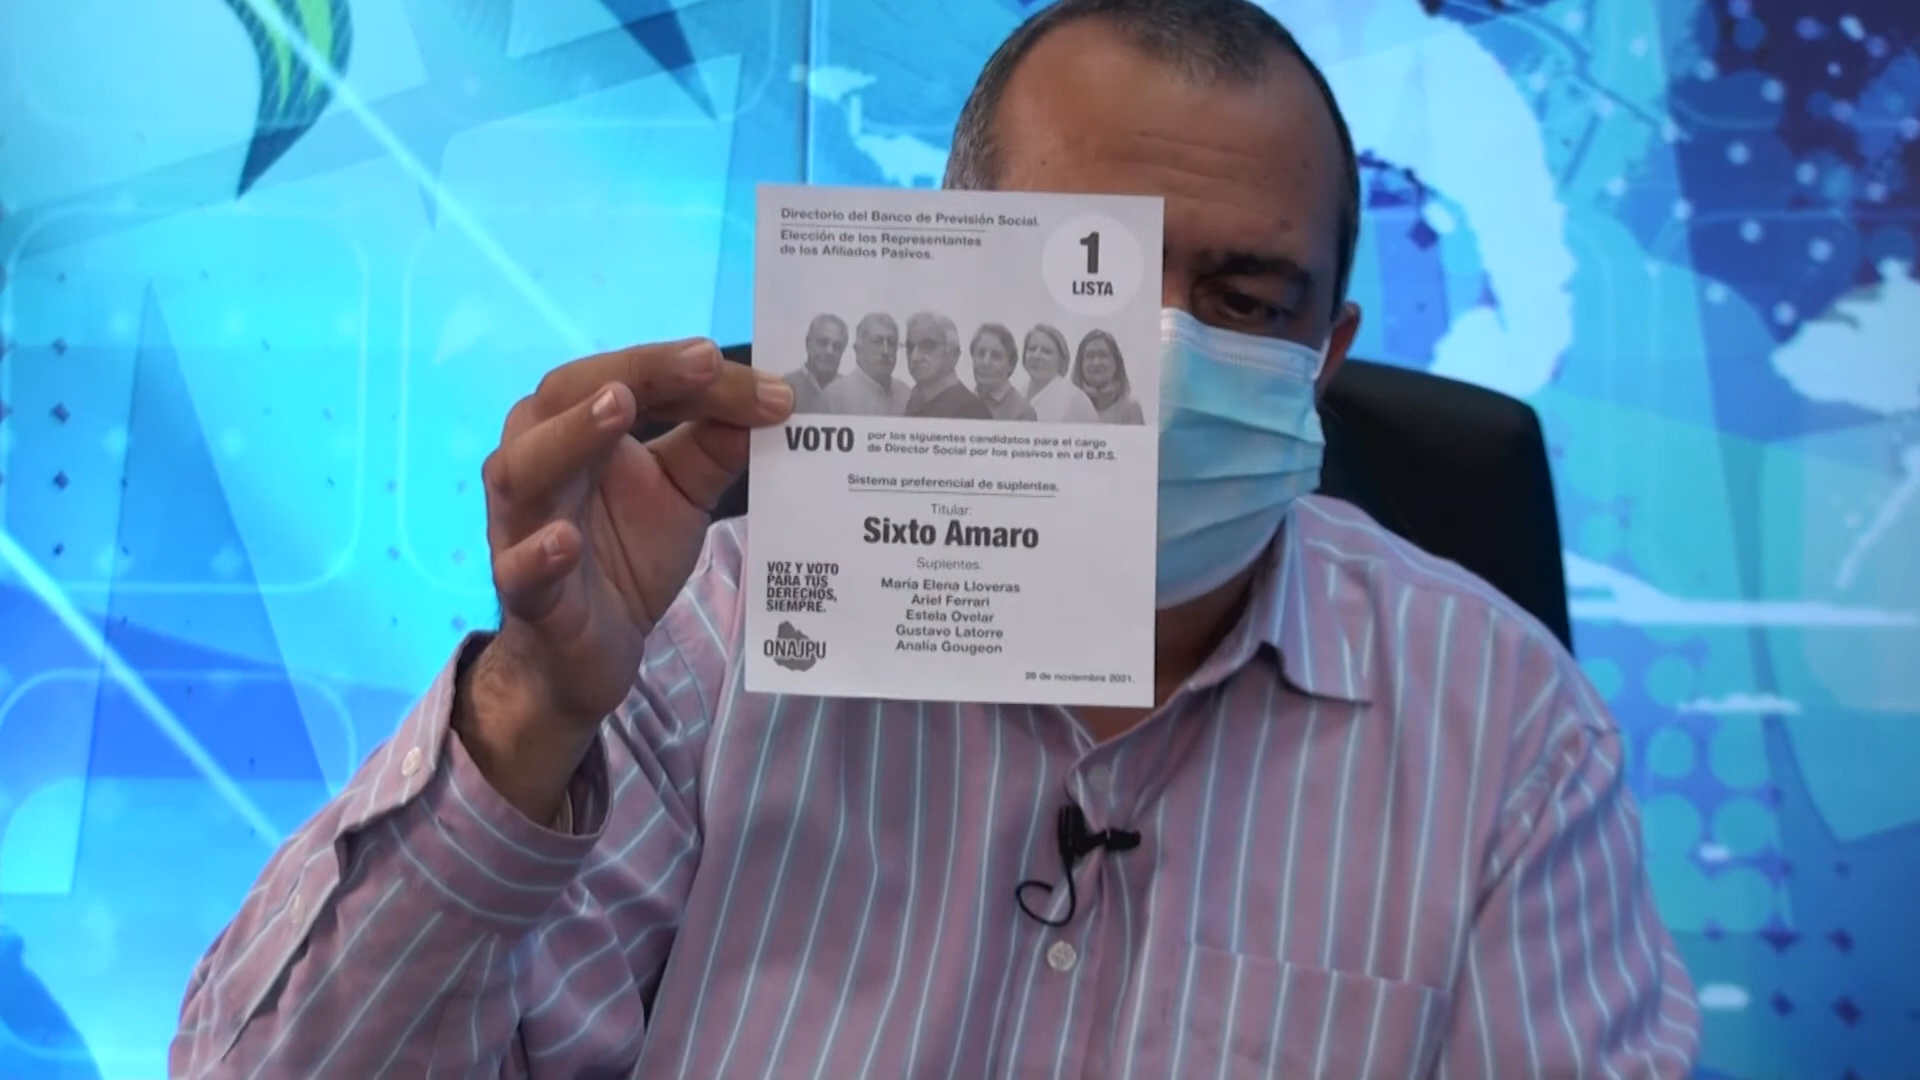 Directorio del Banco de Previsión Social.
Elección de los Representantes
de los Afiliados Pasivos.
1
LISTA
VOTO
por los siguientes candidatos para el cargo
de Director Social por los pasivos en el B.P.S.
Sistema preferencial de suplentes.
Titular:
Sixto Amaro
Suplentes:
María Elena Lloveras
Ariel Ferrari
Estela Ovelar
Gustavo Latorre
Analía Gougeon
VOZ Y VOTO
PARA TUS
DERECHOS,
SIEMPRE.
ONAJPU
28 de noviembre 2021.